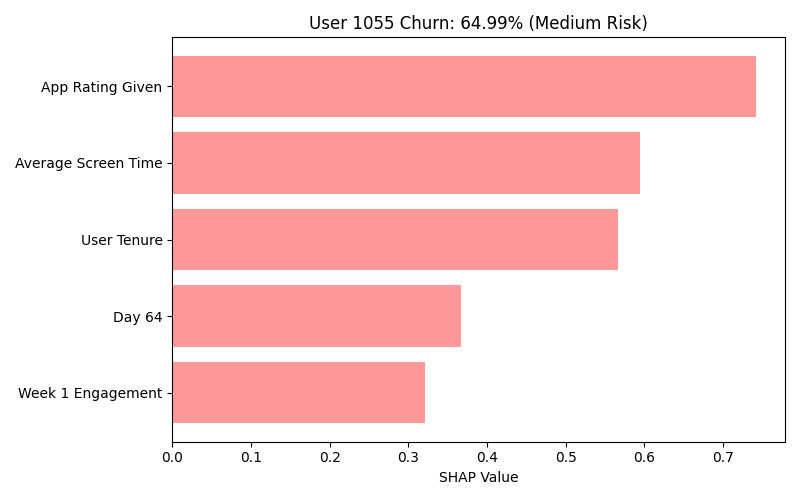 User 1055 Churn: 64.99% (Medium Risk)
App Rating Given
Average Screen Time
User Tenure
Day 64
Week 1 Engagement
0.0 0.1 0.2 0.3 0.4 0.5 0.6 0.7
SHAP Value